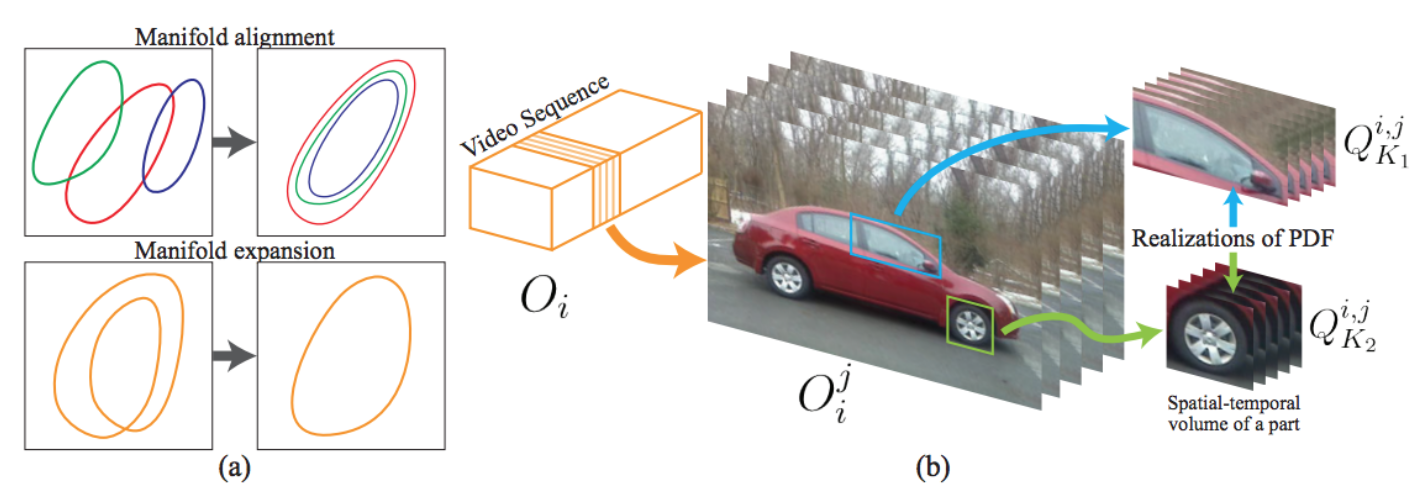 Manifold alignment
Manifold expansion
(a)
Video Sequence
O_i
O_i^j
Q_{K_1}^{i,j}
Realizations of PDF
Q_{K_2}^{i,j}
Spatial-temporal
volume of a part
(b)